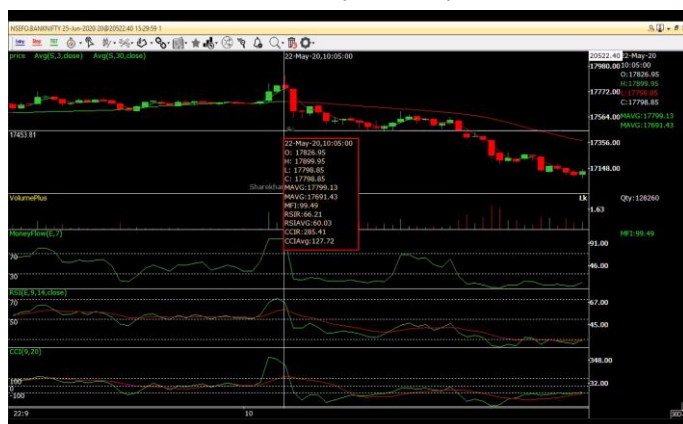 NSEFO.BANKNIFTY 25-Jun-2020 20@20522.40 15:29:59 1
price Avg(S,3,close) Avg(S,30,close)
22-May-20,10:05:00
20522.40
22-May-20
17980.00
10:05:00
O:17826.95
H:17899.95
17772.00
C:17798.85
17564.00
MAVG:17799.13
MAVG:17691.43
17453.81
17356.00
17148.00
22-May-20,10:05:00
O: 17826.95
H: 17899.95
L: 17798.85
C: 17798.85
MAVG:17799.13
MAVG:17691.43
MFI:99.49
RSIR:66.21
RSIAVG:60.03
CCIR:285.41
CCIAvg:127.72
VolumePlus
Lk
1.63
Qty:128260
MoneyFlow(E,7)
91.00
MFI:99.49
70
46.00
30
RSI(E,9,14,close)
70
67.00
50
45.00
CCI(9,20)
348.00
100
32.00
0
-100
22:9
10